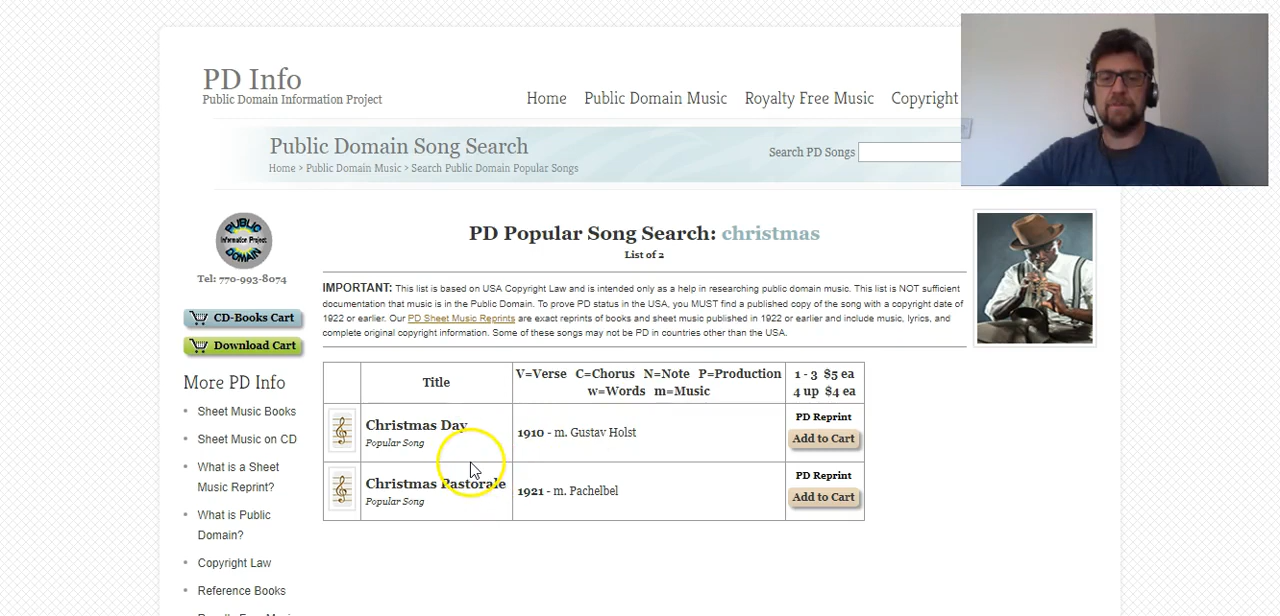 PD Info
Public Domain Information Project
Home Public Domain Music Royalty Free Music Copyright
Public Domain Song Search
Home > Public Domain Music > Search Public Domain Popular Songs
Search PD Songs
PUBLIC
Information Project
DOMAIN
Tel: 770-993-8074
CD-Books Cart
Download Cart
More PD Info
Sheet Music Books
Sheet Music on CD
What is a Sheet
Music Reprint?
What is Public
Domain?
Copyright Law
Reference Books
PD Popular Song Search: christmas
List of 2
IMPORTANT: This list is based on USA Copyright Law and is intended only as a help in researching public domain music. This list is NOT sufficient
documentation that music is in the Public Domain. To prove PD status in the USA, you MUST find a published copy of the song with a copyright date of
1922 or earlier. Our PD Sheet Music Reprints are exact reprints of books and sheet music published in 1922 or earlier and include music, lyrics, and
complete original copyright information. Some of these songs may not be PD in countries other than the USA.
Title
V=Verse C=Chorus N=Note P=Production
w=Words m=Music
1 - 3 $5 ea
4 up $4 ea
Christmas Day
Popular Song
1910 - m. Gustav Holst
PD Reprint
Add to Cart
Christmas Pastorale
Popular Song
1921 - m. Pachelbel
PD Reprint
Add to Cart